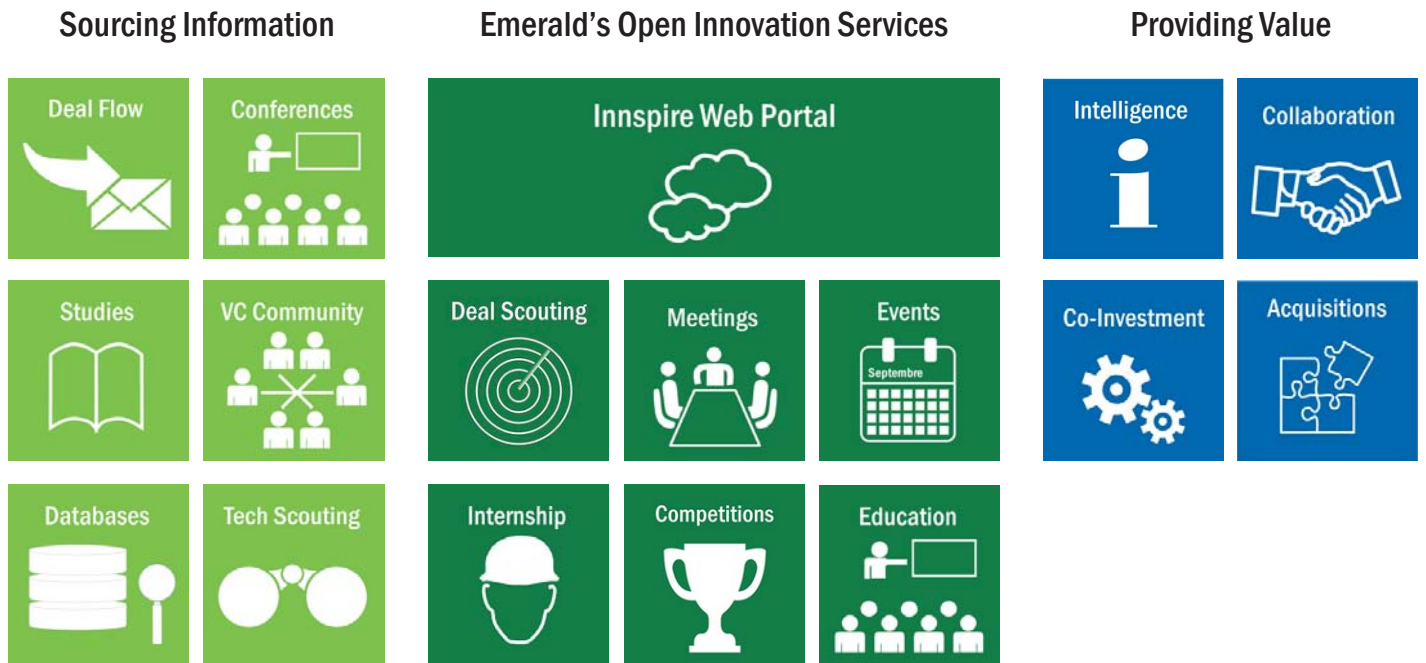 Sourcing Information
Deal Flow
Conferences
Studies
VC Community
Databases
Tech Scouting
Emerald’s Open Innovation Services
Innspire Web Portal
Deal Scouting
Meetings
Events
Septembre
Internship
Competitions
Education
Providing Value
Intelligence
Collaboration
Co-Investment
Acquisitions